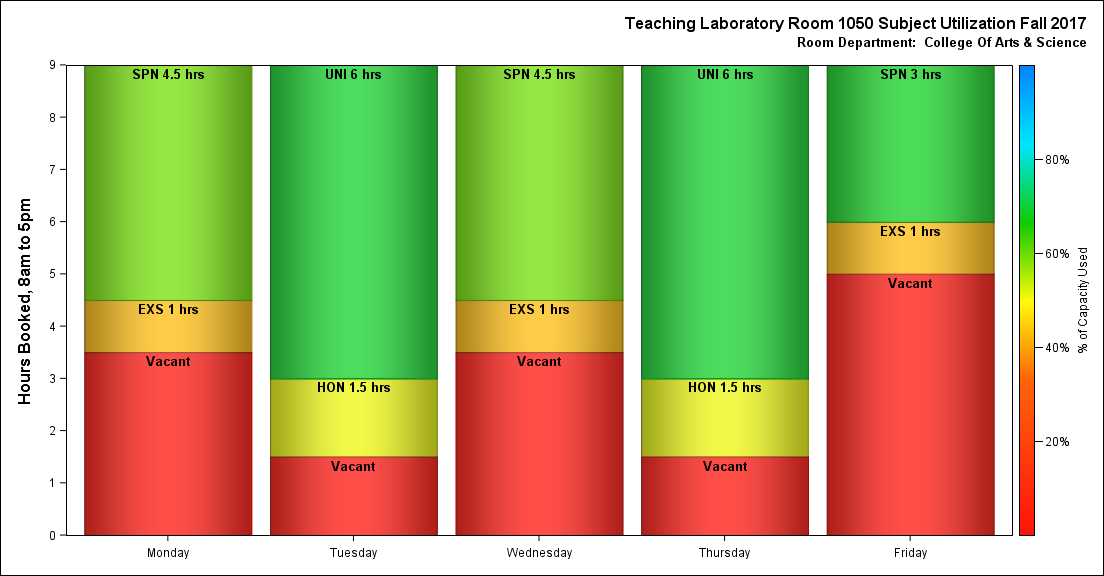 Teaching Laboratory Room 1050 Subject Utilization Fall 2017
Room Department:  College Of Arts & Science
Hours Booked, 8am to 5pm
9
8
7
6
5
4
3
2
1
0
SPN 4.5 hrs
EXS 1 hrs
Vacant
UNI 6 hrs
HON 1.5 hrs
Vacant
SPN 4.5 hrs
EXS 1 hrs
Vacant
UNI 6 hrs
HON 1.5 hrs
Vacant
SPN 3 hrs
EXS 1 hrs
Vacant
Monday
Tuesday
Wednesday
Thursday
Friday
80%
60%
40%
20%
% of Capacity Used